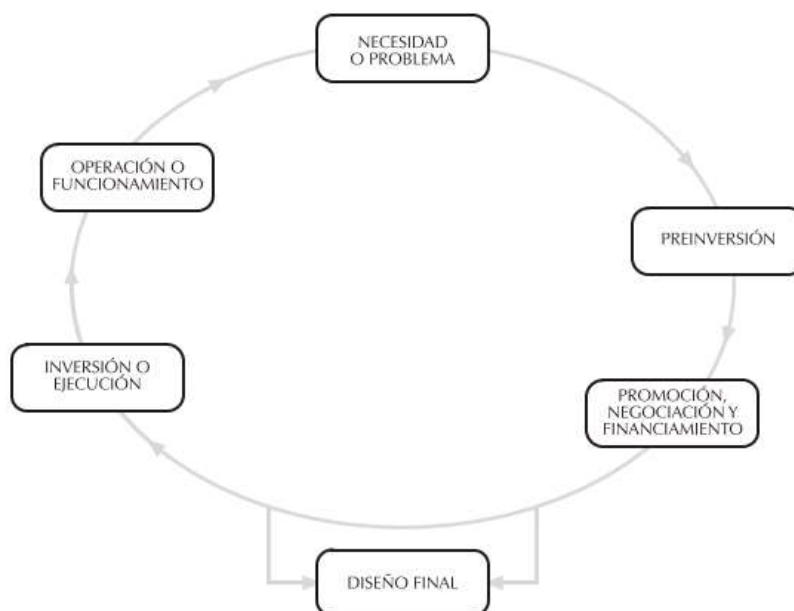 NECESIDAD
O PROBLEMA
OPERACIÓN O
FUNCIONAMIENTO
PREINVERSIÓN
INVERSIÓN O
EJECUCIÓN
PROMOCIÓN,
NEGOCIACIÓN Y
FINANCIAMIENTO
DISEÑO FINAL